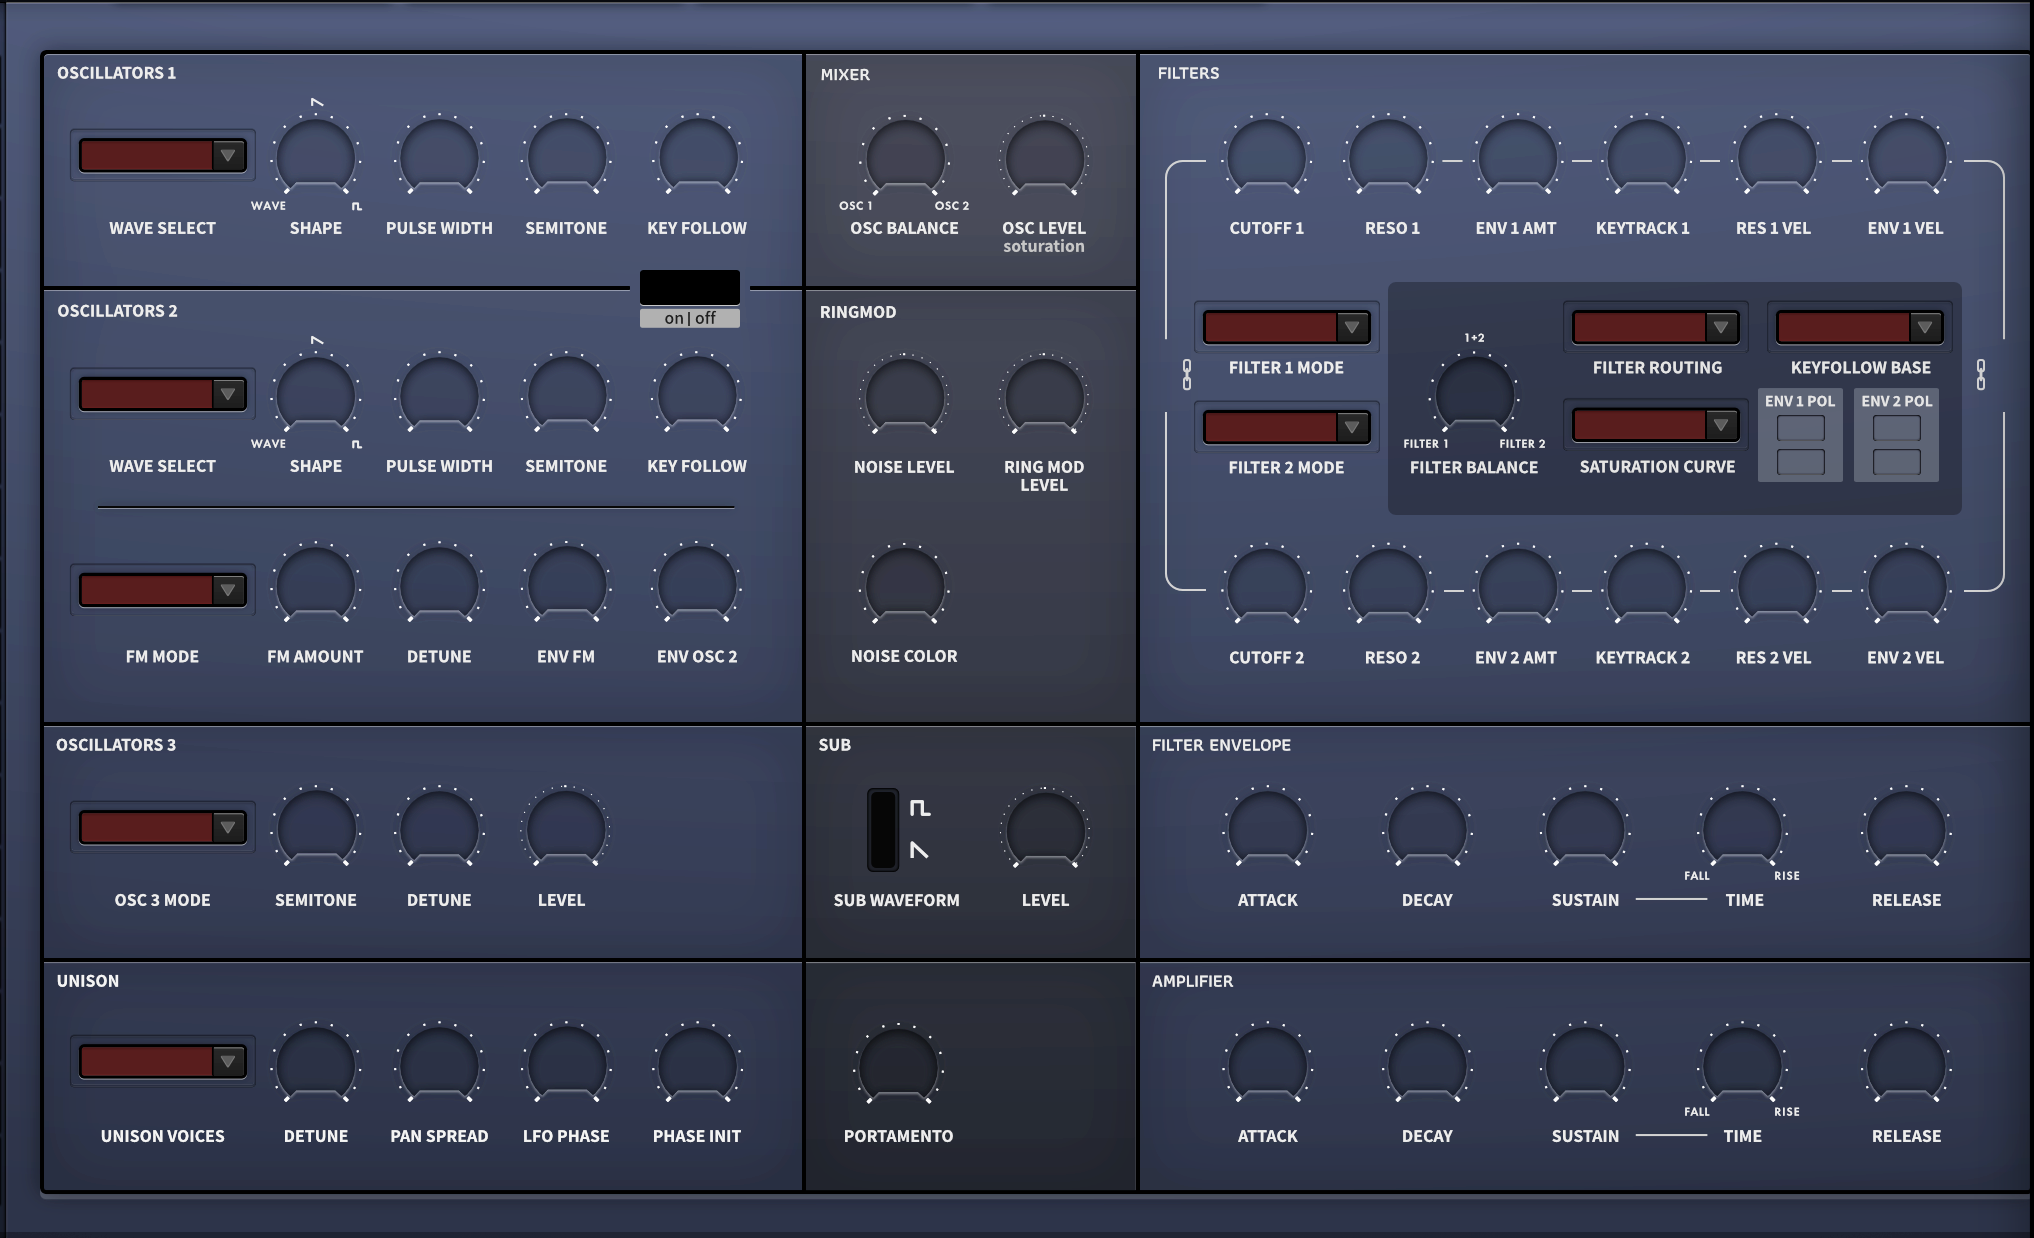 OSCILLATORS 1
WAVE
WAVE SELECT
SHAPE
PULSE WIDTH
SEMITONE
KEY FOLLOW
on | off
OSCILLATORS 2
WAVE
WAVE SELECT
SHAPE
PULSE WIDTH
SEMITONE
KEY FOLLOW
FM MODE
FM AMOUNT
DETUNE
ENV FM
ENV OSC 2
OSCILLATORS 3
OSC 3 MODE
SEMITONE
DETUNE
LEVEL
UNISON
UNISON VOICES
DETUNE
PAN SPREAD
LFO PHASE
PHASE INIT
MIXER
OSC 1
OSC 2
OSC BALANCE
OSC LEVEL
soturation
RINGMOD
NOISE LEVEL
RING MOD
LEVEL
NOISE COLOR
SUB
SUB WAVEFORM
LEVEL
PORTAMENTO
FILTERS
CUTOFF 1
RESO 1
ENV 1 AMT
KEYTRACK 1
RES 1 VEL
ENV 1 VEL
FILTER 1 MODE
FILTER 2 MODE
1+2
FILTER 1
FILTER 2
FILTER BALANCE
FILTER ROUTING
KEYFOLLOW BASE
SATURATION CURVE
ENV 1 POL
ENV 2 POL
CUTOFF 2
RESO 2
ENV 2 AMT
KEYTRACK 2
RES 2 VEL
ENV 2 VEL
FILTER ENVELOPE
FALL
RISE
ATTACK
DECAY
SUSTAIN
TIME
RELEASE
AMPLIFIER
FALL
RISE
ATTACK
DECAY
SUSTAIN
TIME
RELEASE